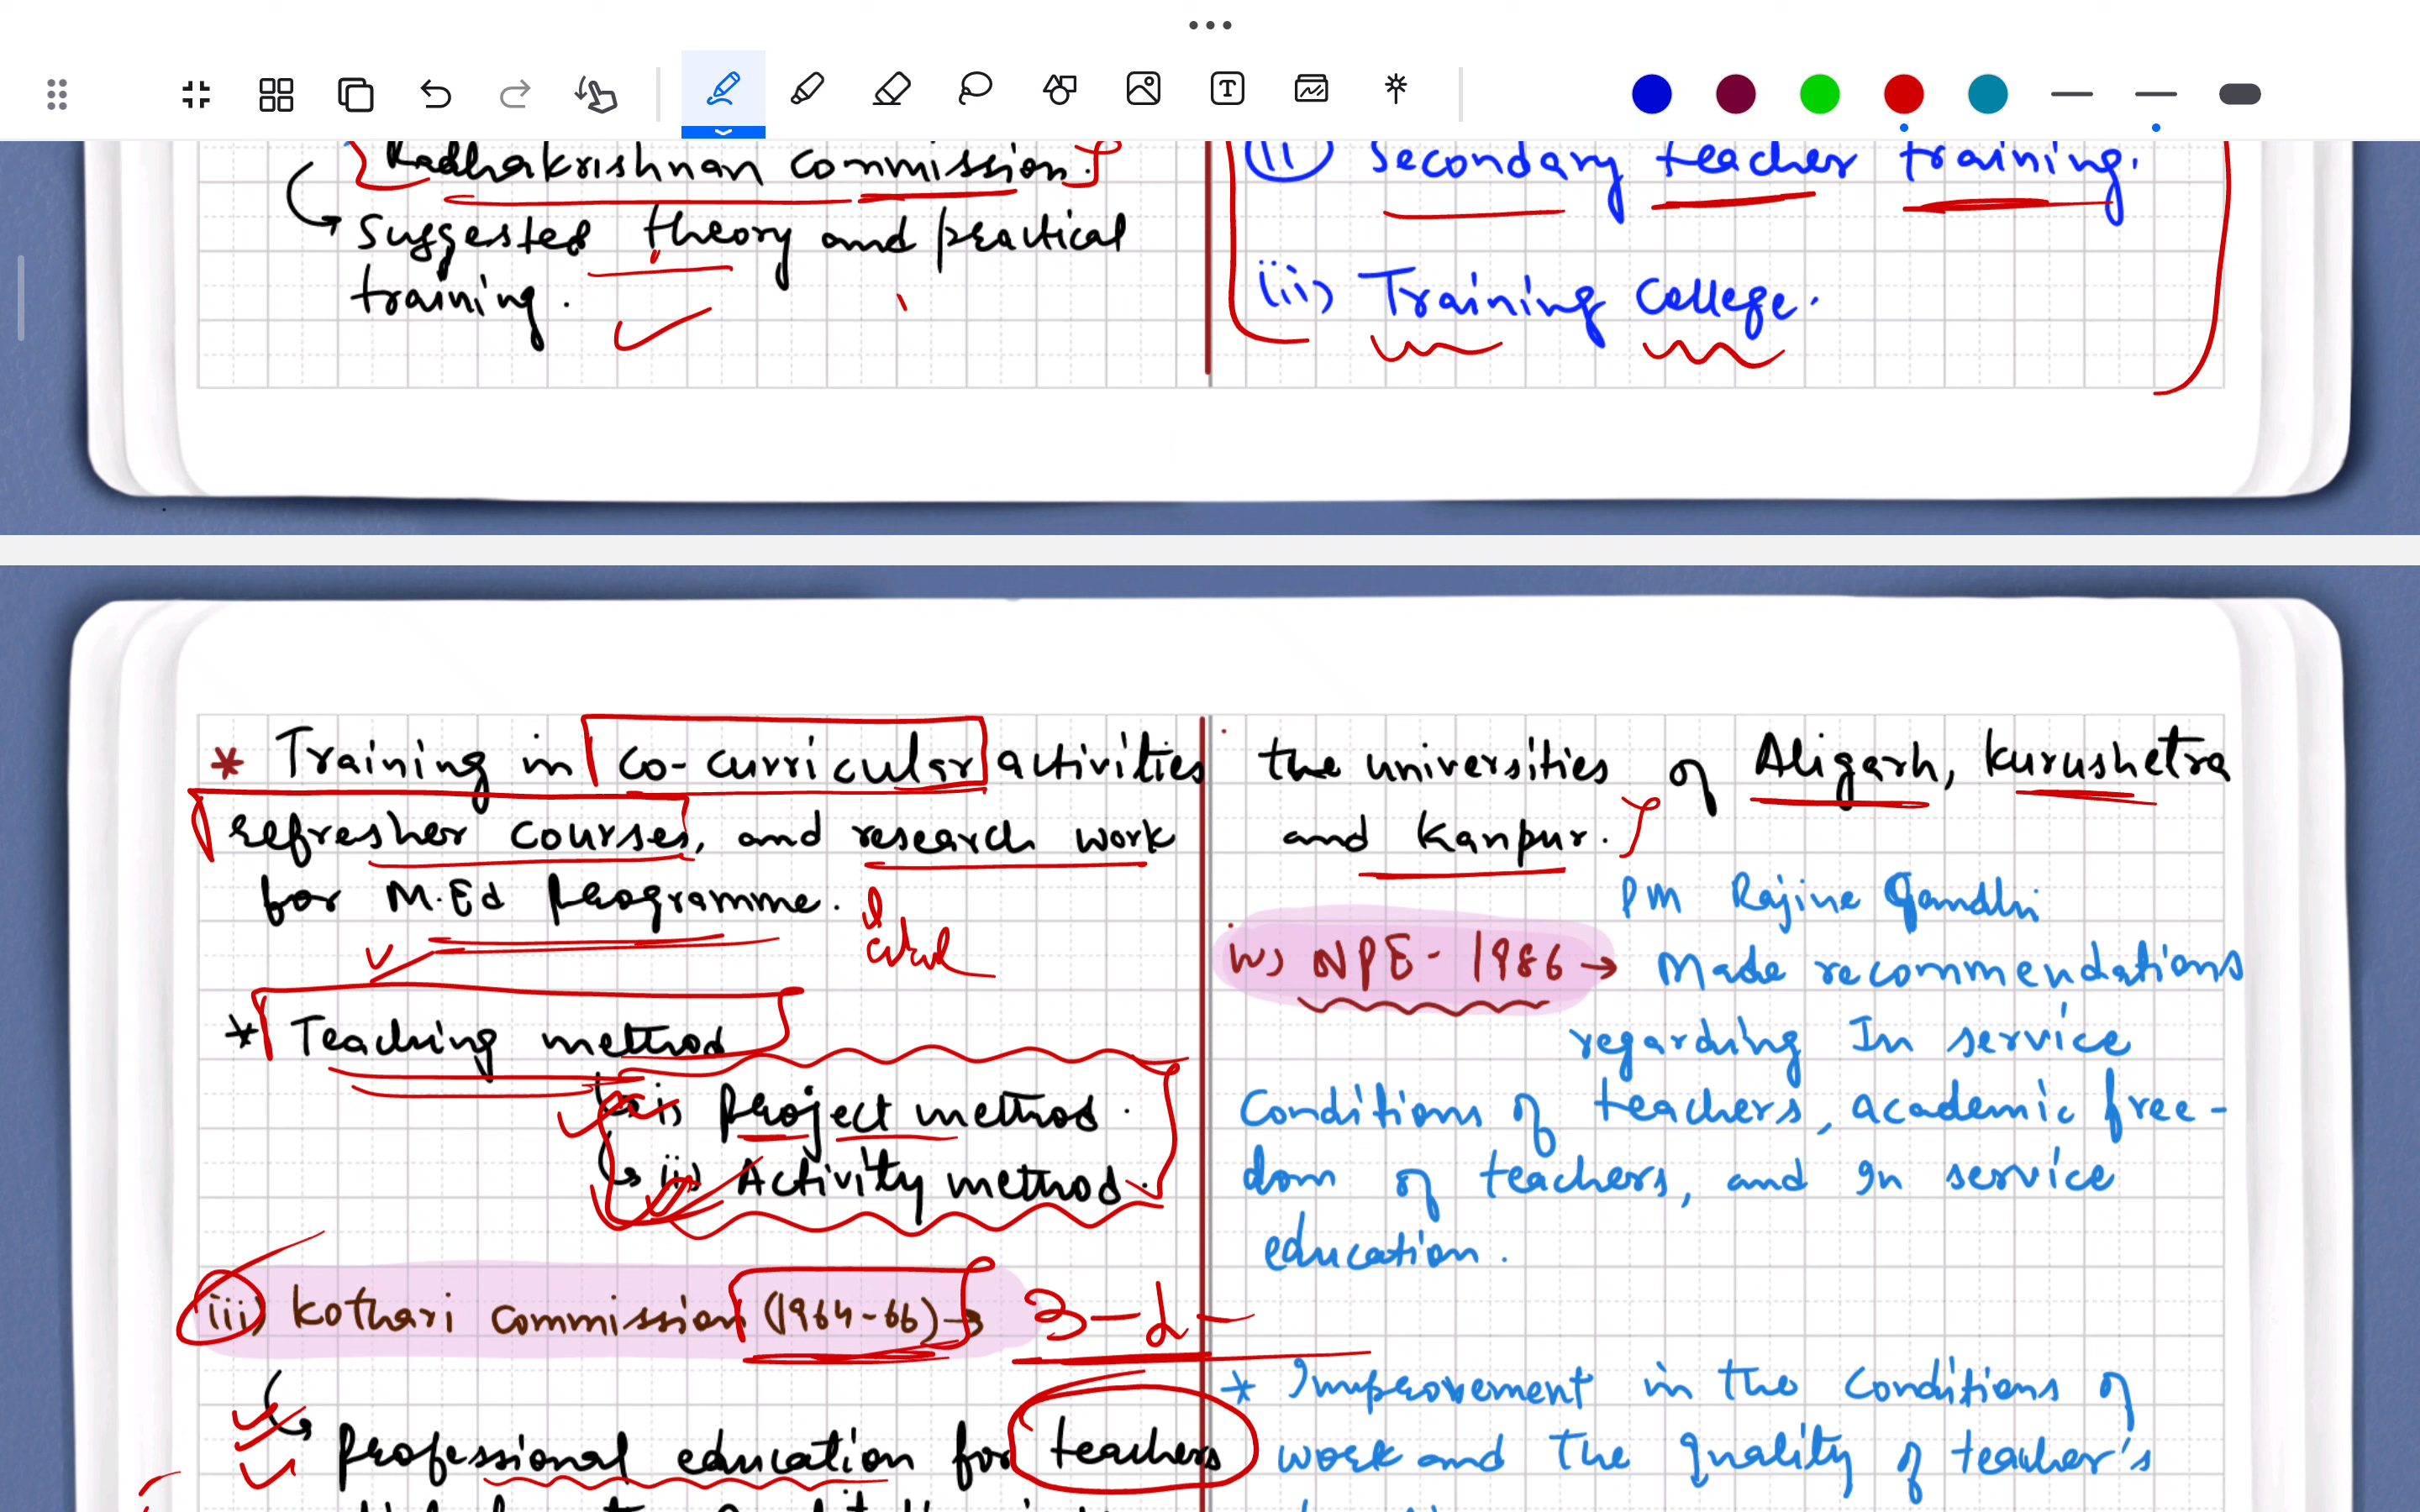 Radhakrishnan Commission.
Suggested theory and practical
training.
(ii) Secondary teacher training.
(ii) Training College.
* Training in co-curricular activities
refresher courses, and research work
for M.Ed programme.
* Teaching method
i) Project method.
ii) Activity method.
iii) Kothari Commission (1964-66) →
Professional education for teachers
the universities of Aligarh, Kurushetra
and Kanpur.
PM Rajive Gandhi
iv) NPE - 1986 → Made recommendations
regarding In service
Conditions of teachers, academic free-
dom of teachers, and In service
education.
* Improvement in the Conditions of
work and the quality of teacher's